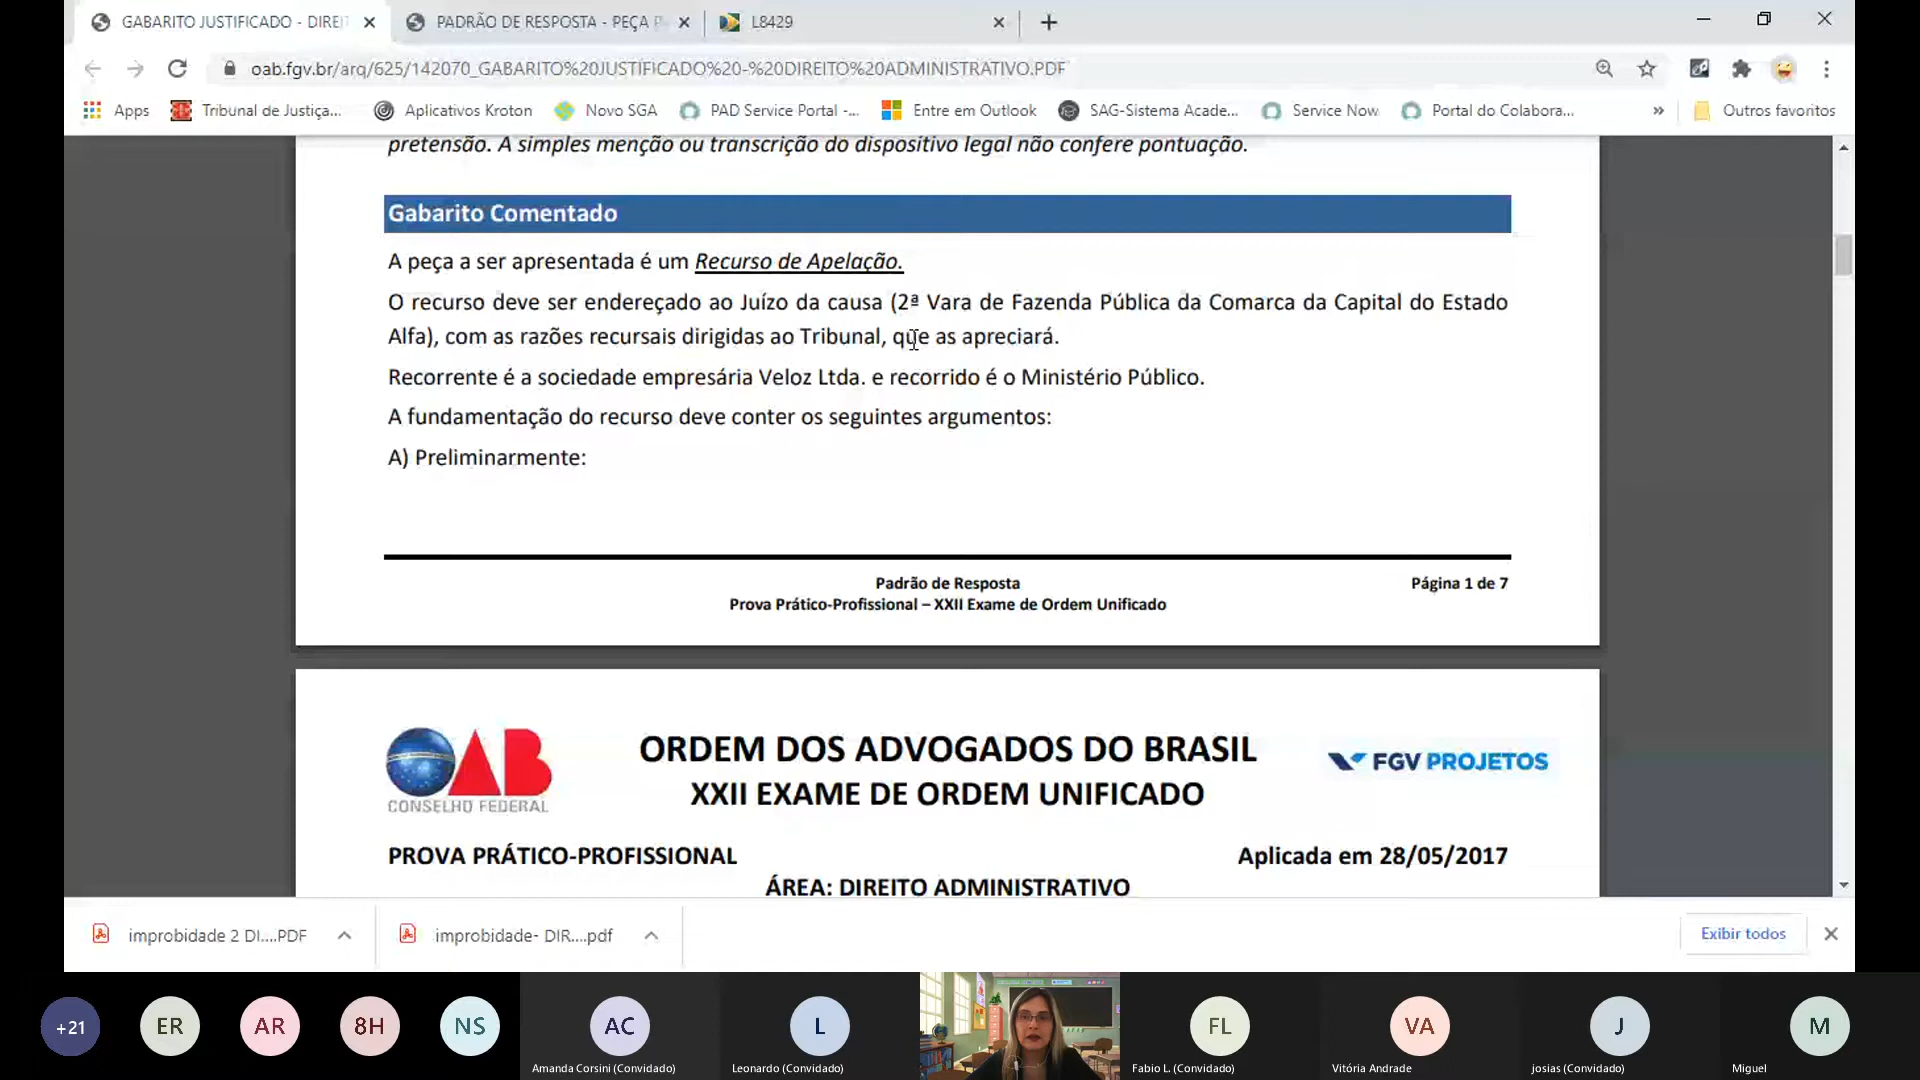 GABARITO JUSTIFICADO - DIREI
PADRÃO DE RESPOSTA - PEÇA P
L8429
oab.fgv.br/arq/625/142070_GABARITO%20JUSTIFICADO%20-%20DIREITO%20ADMINISTRATIVO.PDF
Apps
Tribunal de Justiça...
Aplicativos Kroton
Novo SGA
PAD Service Portal -...
Entre em Outlook
SAG-Sistema Acade...
Service Now
Portal do Colabora...
»
Outros favoritos
pretensão. A simples menção ou transcrição do dispositivo legal não confere pontuação.
Gabarito Comentado
A peça a ser apresentada é um Recurso de Apelação.
O recurso deve ser endereçado ao Juízo da causa (2ª Vara de Fazenda Pública da Comarca da Capital do Estado
Alfa), com as razões recursais dirigidas ao Tribunal, que as apreciará.
Recorrente é a sociedade empresária Veloz Ltda. e recorrido é o Ministério Público.
A fundamentação do recurso deve conter os seguintes argumentos:
A) Preliminarmente:
Padrão de Resposta
Página 1 de 7
Prova Prático-Profissional – XXII Exame de Ordem Unificado
OAB
CONSELHO FEDERAL
ORDEM DOS ADVOGADOS DO BRASIL
XXII EXAME DE ORDEM UNIFICADO
FGV PROJETOS
PROVA PRÁTICO-PROFISSIONAL
Aplicada em 28/05/2017
ÁREA: DIREITO ADMINISTRATIVO
improbidade 2 DI....PDF
improbidade- DIR....pdf
Exibir todos
+21
ER
AR
8H
NS
AC
L
FL
VA
J
M
Amanda Corsini (Convidado)
Leonardo (Convidado)
Fabio L. (Convidado)
Vitória Andrade
josias (Convidado)
Miguel